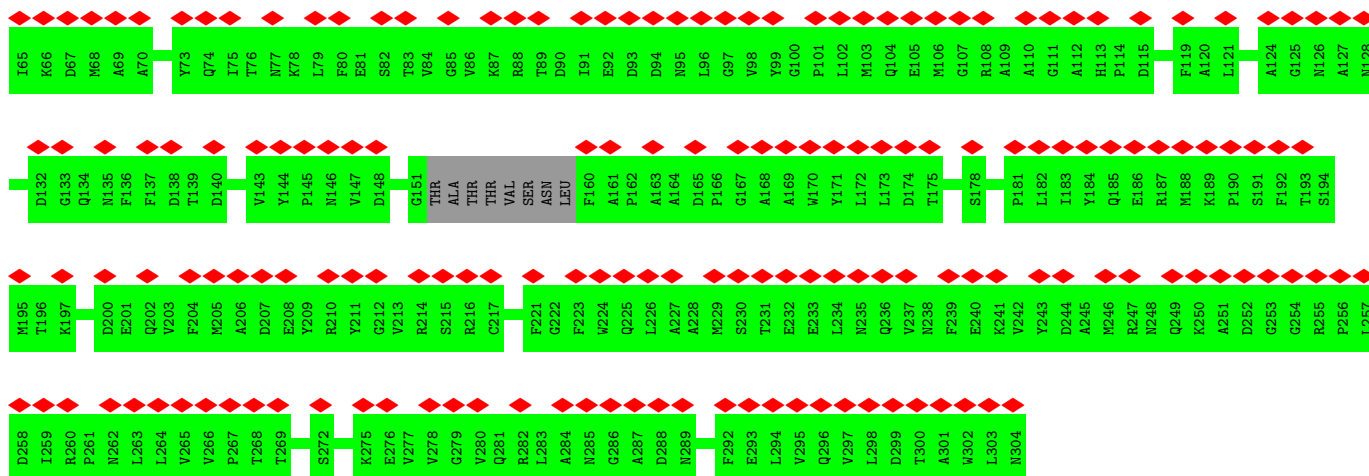 I65 K66 D67 M68 A69 A70 Y73 Q74 I75 T76 N77 K78 L79 F80 E81 S82 T83 V84 G85 V86 K87 R88 T89 D90 I91 E92 D93 D94 N95 L96 G97 V98 Y99 G100 P101 L102 M103 Q104 E105 M106 G107 R108 A109 A110 G111 A112 H113 P114 D115 F119 A120 L121 A124 G125 N126 A127 N128
D132 G133 Q134 N135 F136 F137 D138 T139 D140 V143 Y144 P145 N146 V147 D148 G151 THR ALA THR THR VAL SER ASN LEU F160 A161 P162 A163 A164 D165 P166 G167 A168 A169 W170 Y171 L172 L173 D174 T175 S178 P181 L182 I183 Y184 Q185 E186 R187 M188 K189 P190 S191 F192 T193 S194
M195 T196 K197 D200 E201 Q202 V203 F204 M205 A206 D207 E208 Y209 R210 Y211 G212 V213 R214 S215 R216 C217 F221 G222 F223 W224 Q225 L226 A227 A228 M229 S230 T231 E232 E233 L234 N235 Q236 V237 N238 F239 E240 K241 V242 Y243 D244 A245 M246 R247 N248 Q249 K250 A251 D252 G253 G254 R255 P256 L257
D258 I259 R260 P261 N262 L263 L264 V265 V266 P267 T268 T269 S272 K275 E276 V277 V278 G279 V280 Q281 R282 L283 A284 N285 G286 A287 D288 N289 F292 E293 L294 V295 Q296 V297 L298 D299 T300 A301 W302 L303 N304